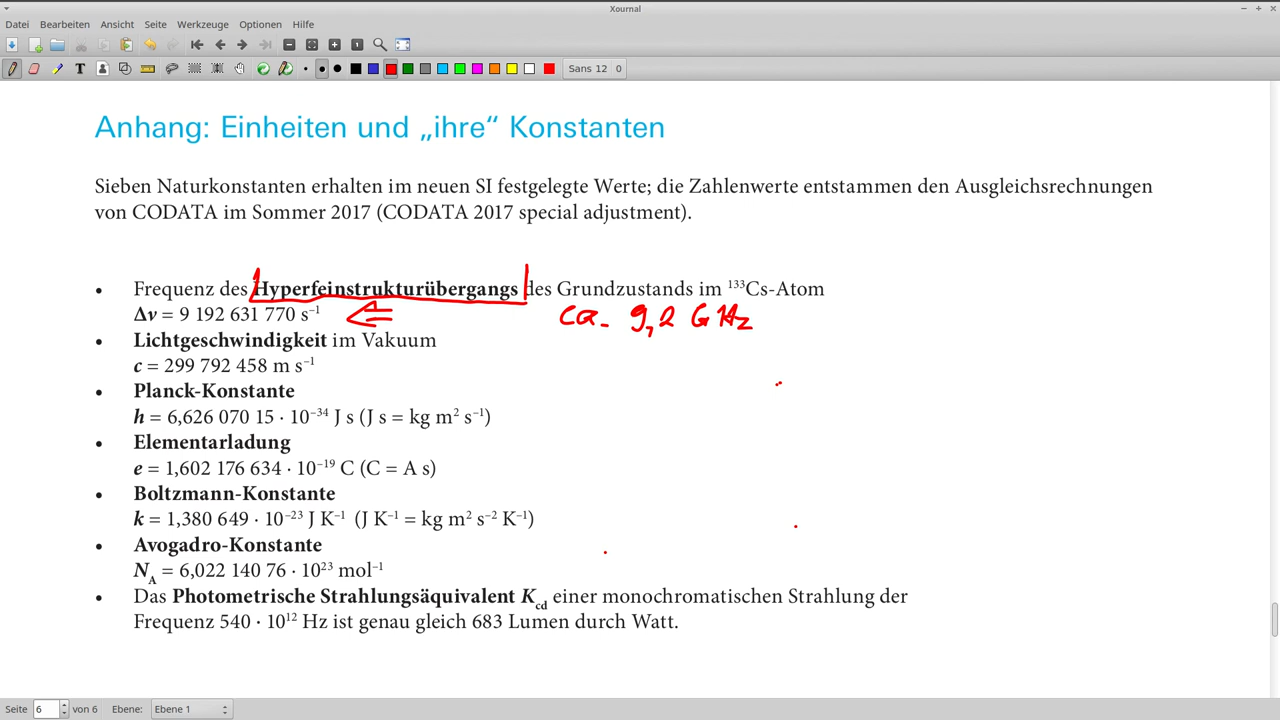 Xournal
Datei Bearbeiten Ansicht Seite Werkzeuge Optionen Hilfe
Sans 12 0
Anhang: Einheiten und „ihre“ Konstanten
Sieben Naturkonstanten erhalten im neuen SI festgelegte Werte; die Zahlenwerte entstammen den Ausgleichsrechnungen
von CODATA im Sommer 2017 (CODATA 2017 special adjustment).
• Frequenz des Hyperfeinstrukturübergangs des Grundzustands im ¹³³Cs-Atom
Δν = 9 192 631 770 s⁻¹ ca. 9,2 GHz
• Lichtgeschwindigkeit im Vakuum
c = 299 792 458 m s⁻¹
• Planck-Konstante
h = 6,626 070 15 · 10⁻³⁴ J s (J s = kg m² s⁻¹)
• Elementarladung
e = 1,602 176 634 · 10⁻¹⁹ C (C = A s)
• Boltzmann-Konstante
k = 1,380 649 · 10⁻²³ J K⁻¹ (J K⁻¹ = kg m² s⁻² K⁻¹)
• Avogadro-Konstante
N_A = 6,022 140 76 · 10²³ mol⁻¹
• Das Photometrische Strahlungsäquivalent K_cd einer monochromatischen Strahlung der
Frequenz 540 · 10¹² Hz ist genau gleich 683 Lumen durch Watt.
Seite 6 von 6 Ebene: Ebene 1